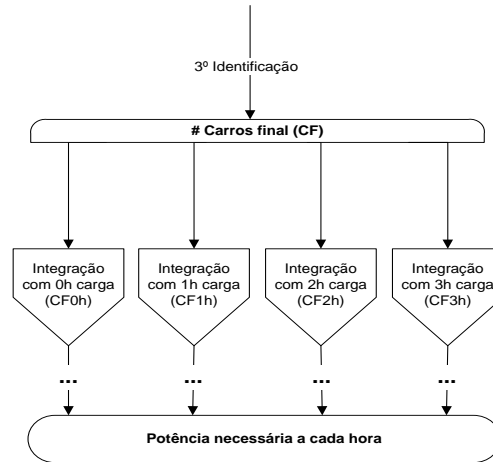 3º Identificação
# Carros final (CF)
Integração
com 0h carga
(CF0h)
Integração
com 1h carga
(CF1h)
Integração
com 2h carga
(CF2h)
Integração
com 3h carga
(CF3h)
... ... ... ...
Potência necessária a cada hora